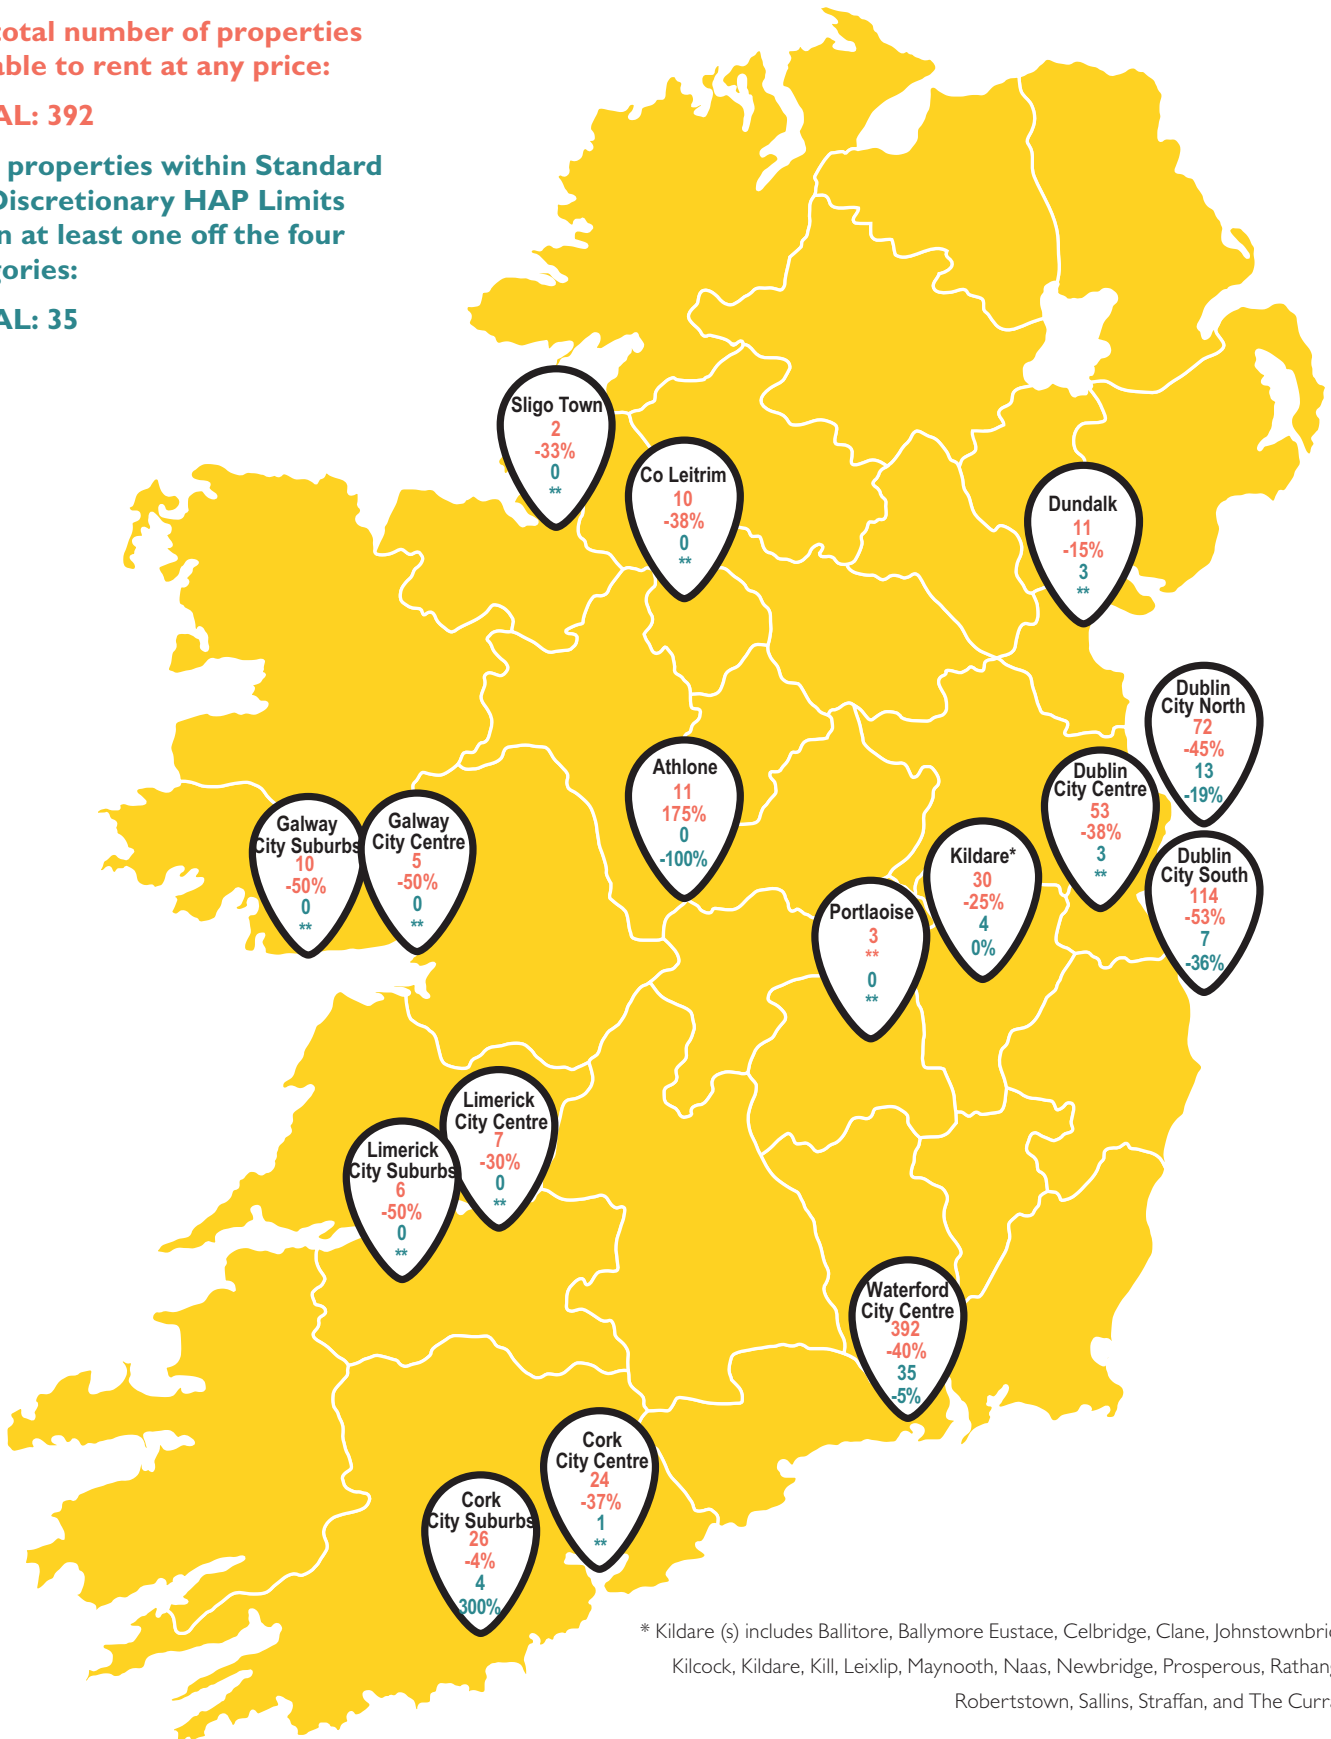 total number of properties
able to rent at any price:
AL: 392
properties within Standard
Discretionary HAP Limits
n at least one off the four
gories:
AL: 35
Sligo Town
2
-33%
0
**
Co Leitrim
10
-38%
0
**
Dundalk
11
-15%
3
**
Dublin
City North
72
-45%
13
-19%
Athlone
11
175%
0
-100%
Dublin
City Centre
53
-38%
3
**
Galway
City Suburbs
10
-50%
0
**
Galway
City Centre
5
-50%
0
**
Kildare*
30
-25%
4
0%
Dublin
City South
114
-53%
7
-36%
Portlaoise
3
**
0
**
Limerick
City Centre
7
-30%
0
**
Limerick
City Suburbs
6
-50%
0
**
Waterford
City Centre
392
-40%
35
-5%
Cork
City Centre
24
-37%
1
**
Cork
City Suburbs
26
-4%
4
300%
* Kildare (s) includes Ballitore, Ballymore Eustace, Celbridge, Clane, Johnstownbri
Kilcock, Kildare, Kill, Leixlip, Maynooth, Naas, Newbridge, Prosperous, Rathang
Robertstown, Sallins, Straffan, and The Curra